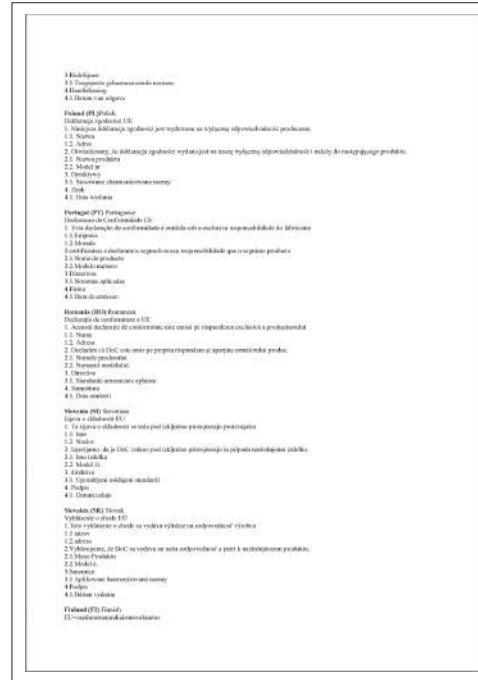 3.Richtlijnen
3.1. Toegepaste geharmoniseerde normen
4.Handtekening
4.1.Datum van uitgave
Poland (PL)Polish
Deklaracja zgodności UE
1. Niniejsza deklaracja zgodności jest wydawana na wyłączną odpowiedzialność producenta
1.1. Nazwa
1.2. Adres
2. Oświadczamy, że deklaracja zgodności wydana jest na naszą wyłączną odpowiedzialność i należy do następującego produktu.
2.1. Nazwa produktu
2.2. Model nr
3. Dyrektywy
3.1. Stosowane zharmonizowane normy
4. Znak
4.1. Data wydania
Portugal (PT) Portuguese
Declaracao de Conformidade UE
1. Esta declaração de conformidade é emitida sob a exclusiva responsabilidade do fabricante
1.1.Empresa
1.2.Morada
2.certificamos o declaramos sob nossa responsabilidade que o seguinte producto
2.1.Nome do producto
2.2.Modelo numero
3.Directivas
3.1.Normas aplicadas
4.Firma
4.1.Data de emissao
Romania (RO) Romanian
Declarația de conformitate a UE
1. Această declarație de conformitate este emisă pe răspunderea exclusivă a producătorului
1.1. Nume
1.2. Adresa
2. Declarăm că DoC este emis pe propria răspundere și aparține următorului produs.
2.1. Numele produsului
2.2. Numărul modelului
3. Directive
3.1. Standarde armonizate aplicate
4. Semnătura
4.1. Data emiterii
Slovenia (SI) Slovenian
Izjava o skladnosti EU
1. Ta izjava o skladnosti se izda pod izključno pristojnostjo proizvajalca
1.1. Ime
1.2. Naslov
2. Izjavljamo, da je DoC izdano pod izključno pristojnostjo in pripada naslednjemu izdelku.
2.1. Ime izdelka
2.2. Model št.
3. direktiva
3.1. Uporabljeni usklajeni standardi
4. Podpis
4.1. Datum izdaje
Slovakia (SK) Slovak
Vyhlásenie o zhode EÚ
1. Toto vyhlásenie o zhode sa vydáva výlučne na zodpovednosť výrobcu
1.1 názov
1.2.adresa
2.Vyhlasujeme, že DoC sa vydáva na našu zodpovednosť a patrí k nasledujúcemu produktu.
2.1.Meno Produktu
2.2.Model č.
3.Smernice
3.1 Aplikované harmonizované normy
4.Podpis
4.1.Dátum vydania
Finland (FI) Finnish
EU-vaatimustenmukaisuusvakuutus